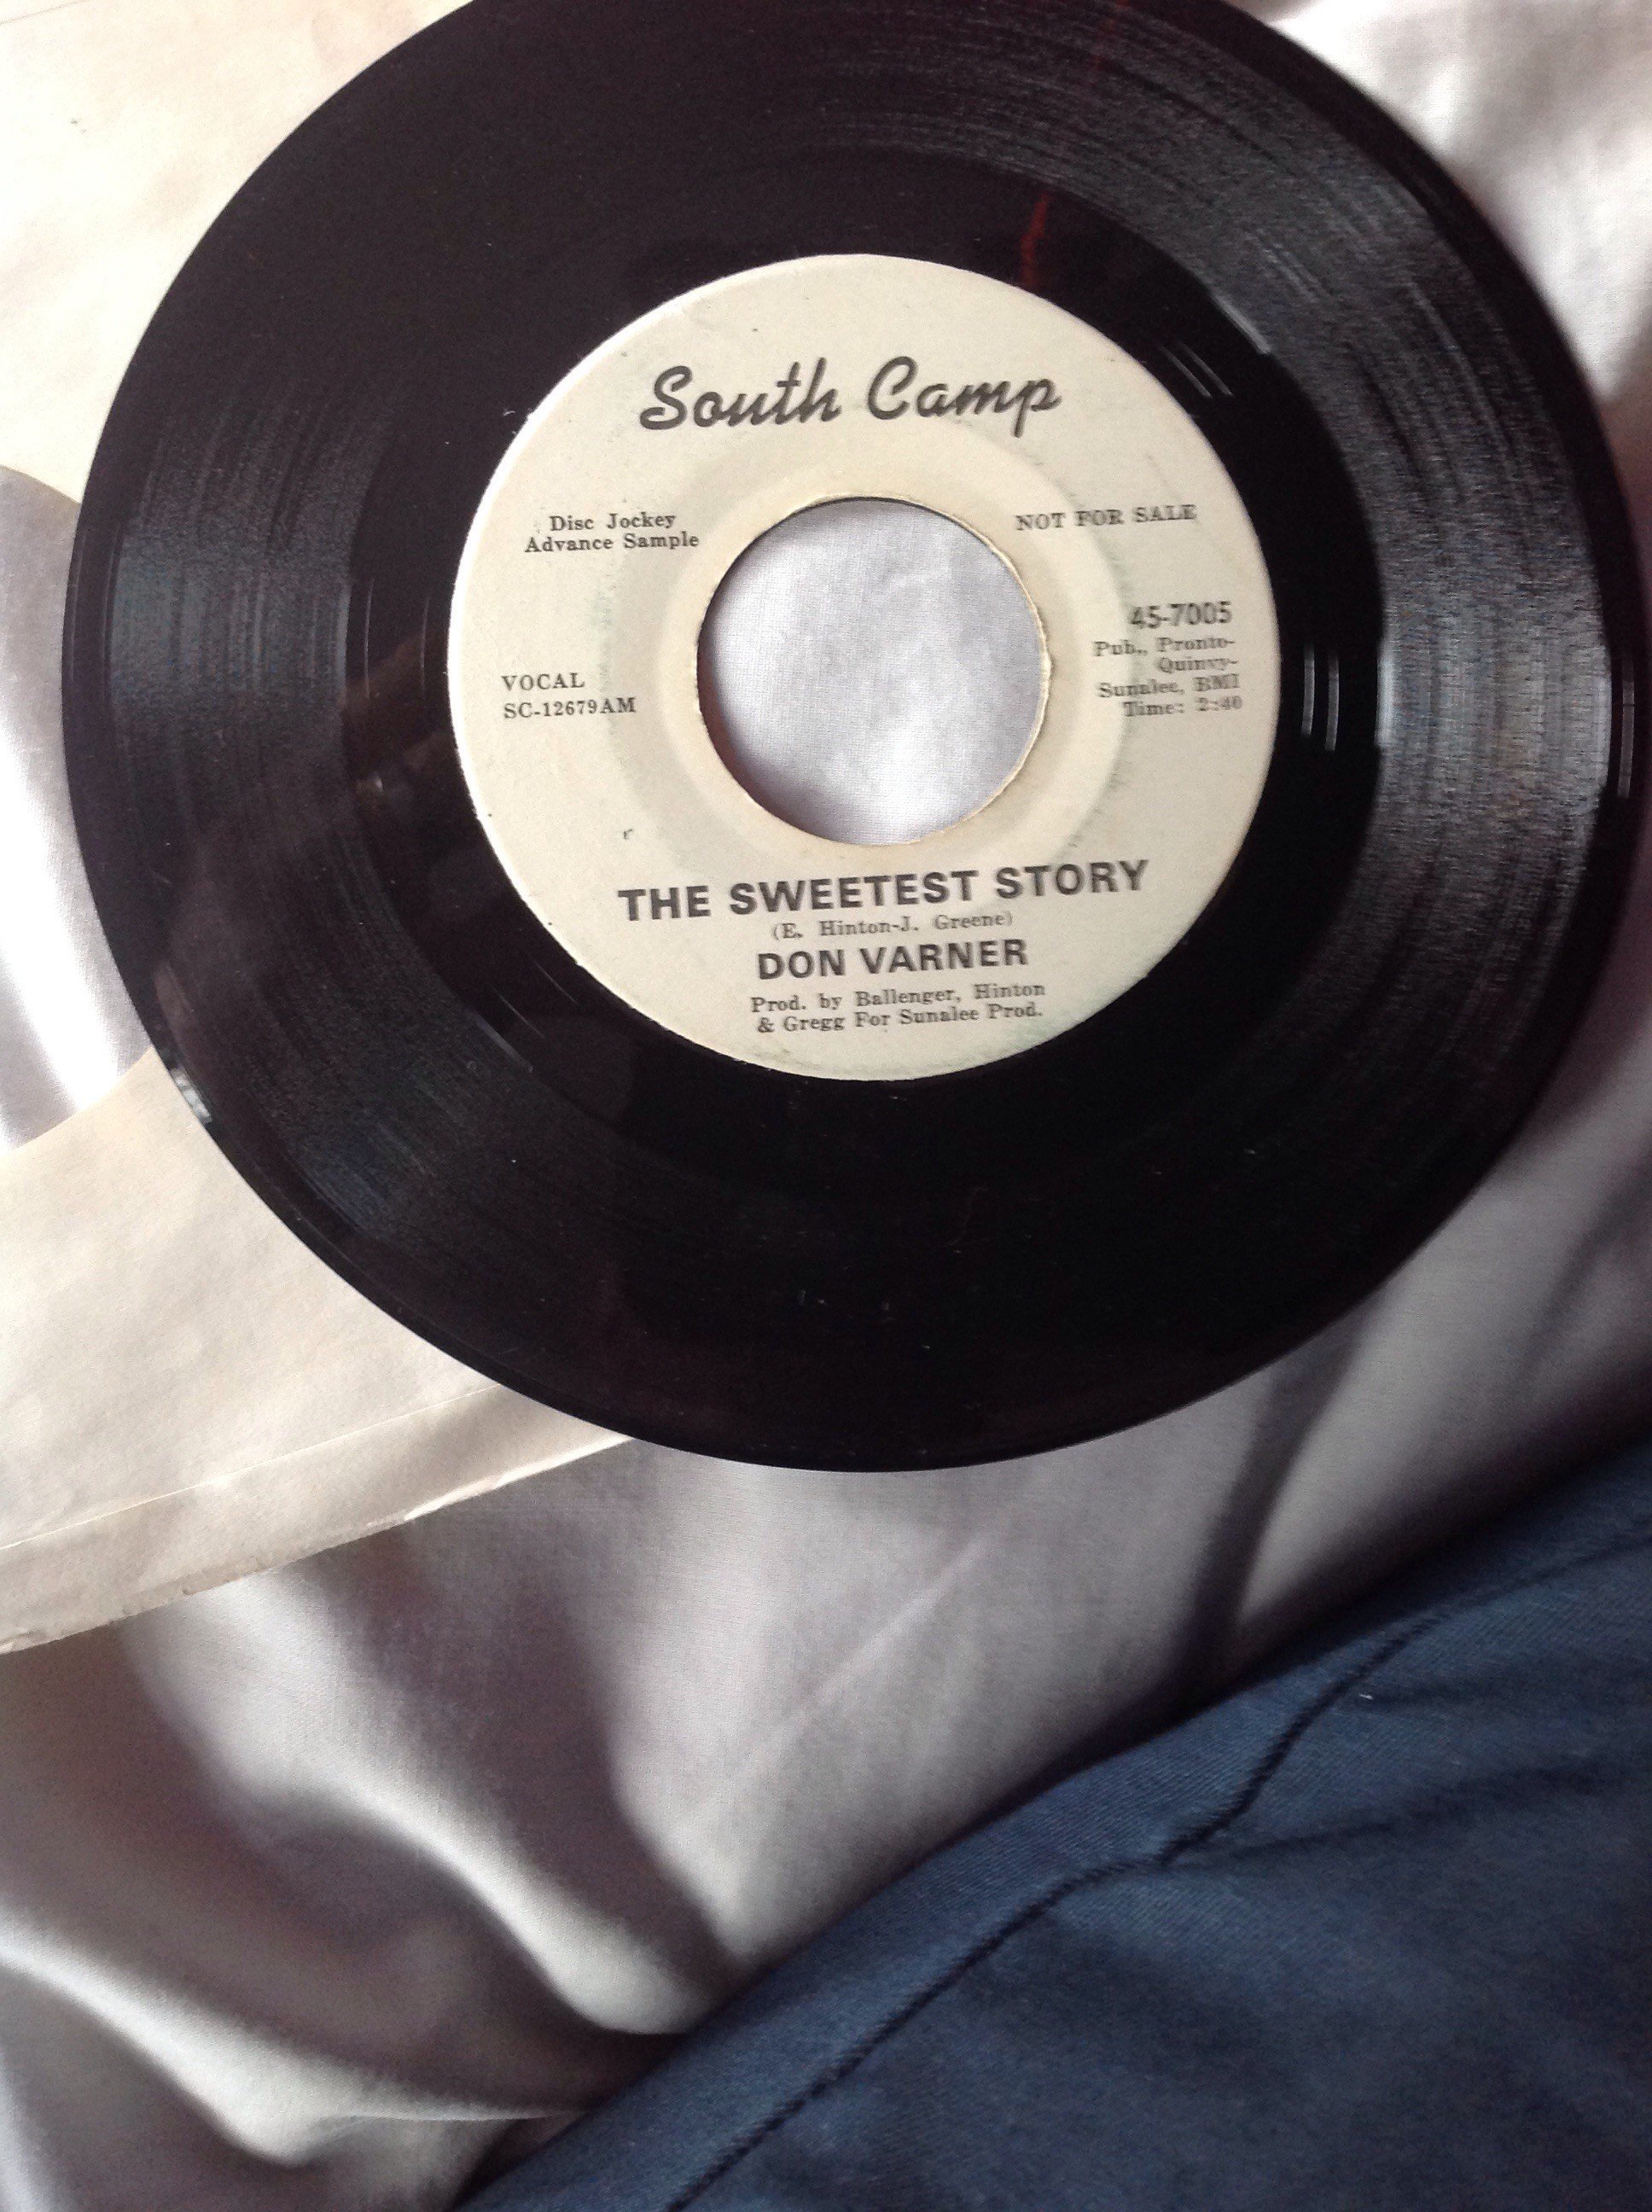 South Camp
Disc Jockey
Advance Sample
NOT FOR SALE
VOCAL
SC-12679AM
45-7005
Pub., Pronto-
Quinvy-
Sunalee, BMI
Time: 2:40
THE SWEETEST STORY
(E. Hinton-J. Greene)
DON VARNER
Prod. by Ballenger, Hinton
& Gregg For Sunalee Prod.